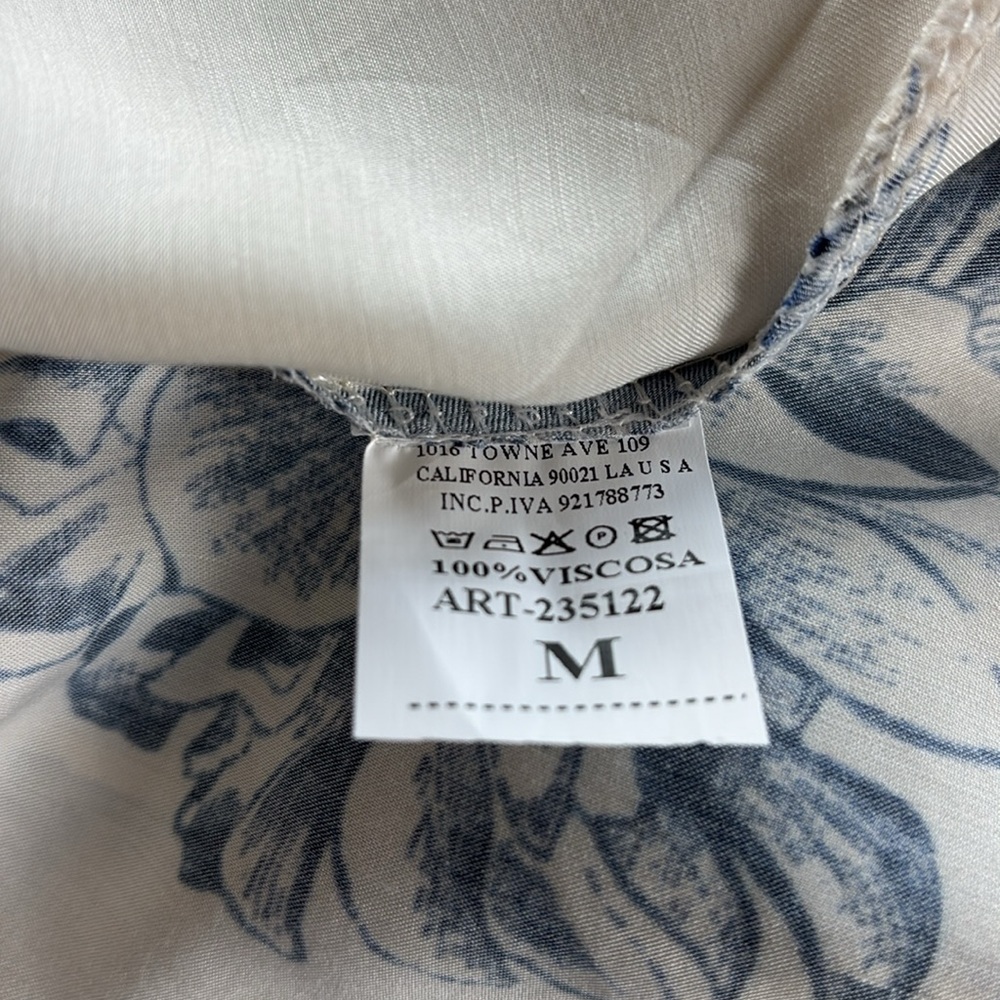 1016 TOWNE AVE 109
CALIFORNIA 90021 LA U S A
INC.P.IVA 921788773
P
100%VISCOSA
ART-235122
M